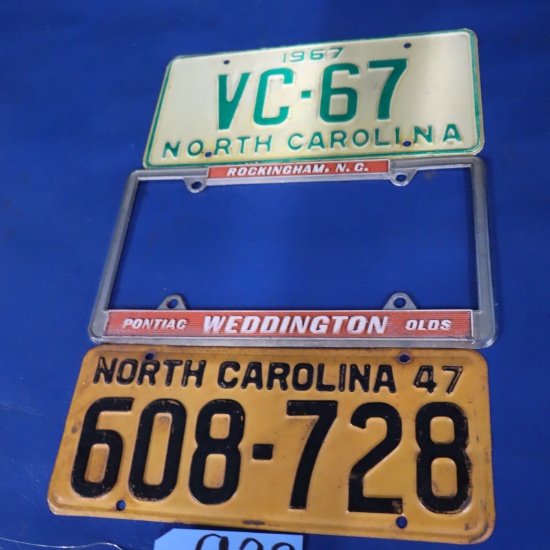 1967
VC-67
NORTH CAROLINA
ROCKINGHAM, N. C.
PONTIAC WEDDINGTON OLDS
NORTH CAROLINA 47
608-728